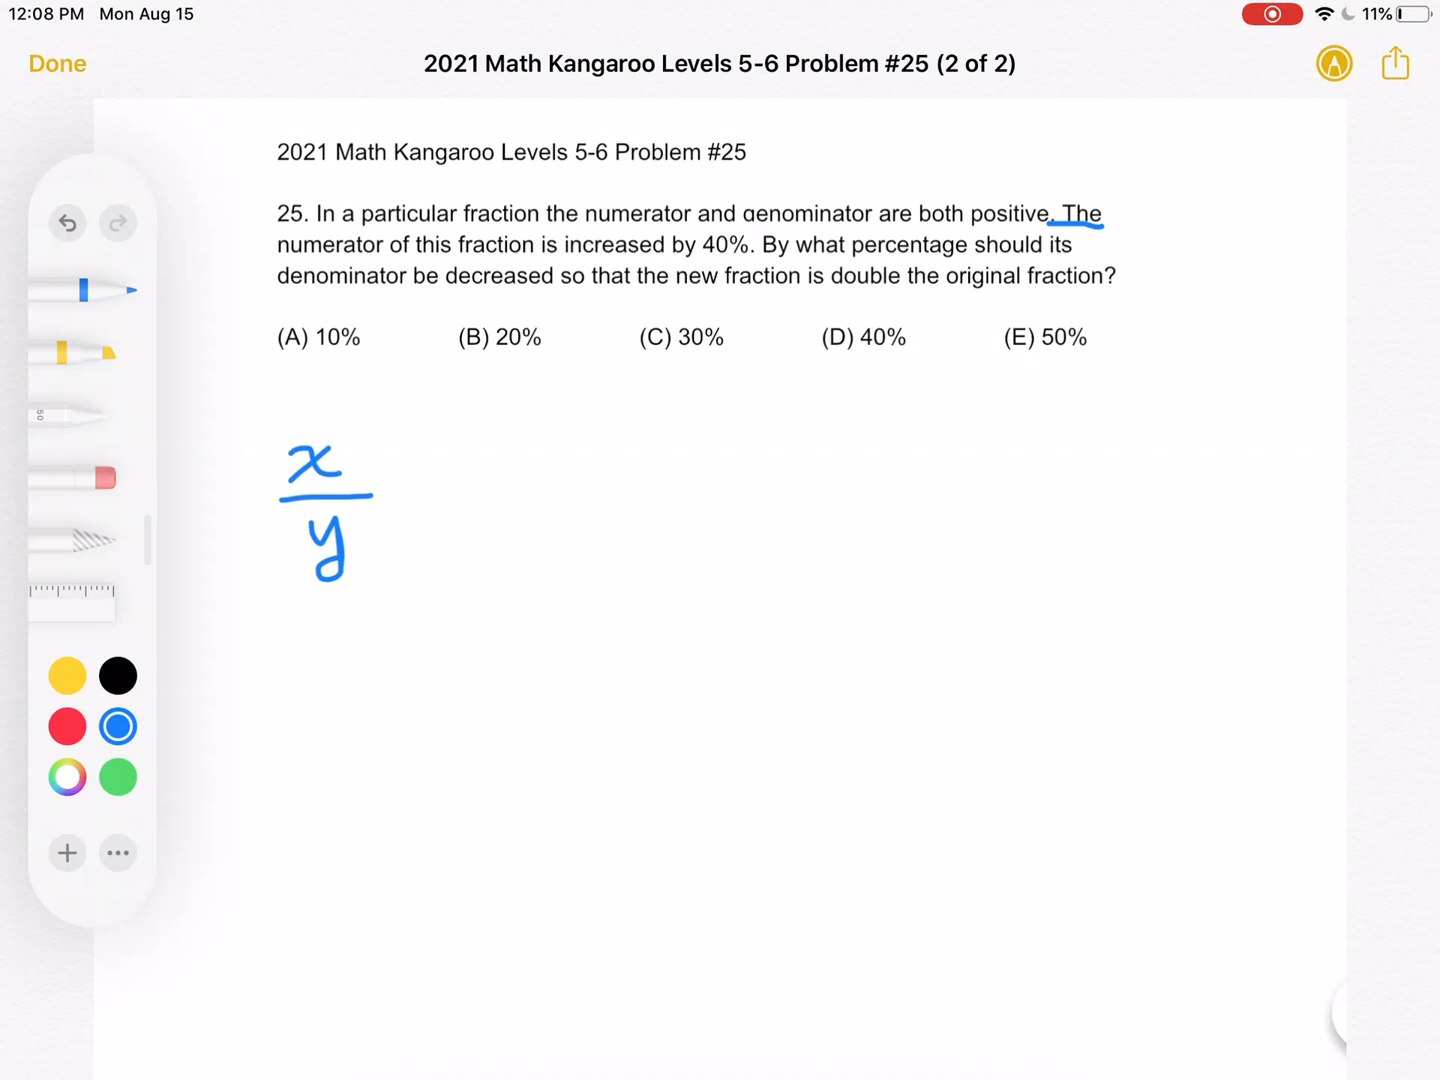 12:08 PM Mon Aug 15
11%
Done
2021 Math Kangaroo Levels 5-6 Problem #25 (2 of 2)
2021 Math Kangaroo Levels 5-6 Problem #25
25. In a particular fraction the numerator and denominator are both positive. The
numerator of this fraction is increased by 40%. By what percentage should its
denominator be decreased so that the new fraction is double the original fraction?
(A) 10% (B) 20% (C) 30% (D) 40% (E) 50%
x
y
50